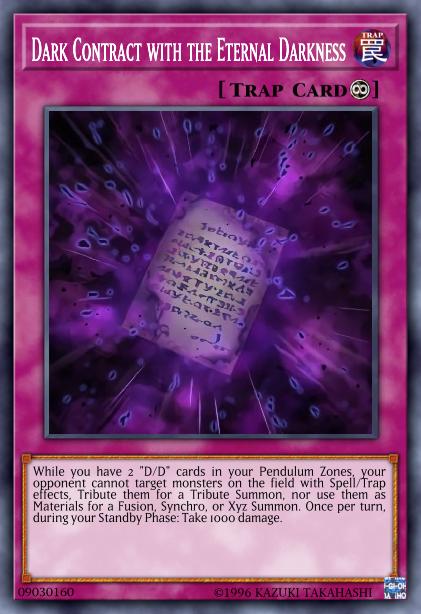 DARK CONTRACT WITH THE ETERNAL DARKNESS
TRAP
罠
[TRAP CARD]
While you have 2 "D/D" cards in your Pendulum Zones, your
opponent cannot target monsters on the field with Spell/Trap
effects, Tribute them for a Tribute Summon, nor use them as
Materials for a Fusion, Synchro, or Xyz Summon. Once per turn,
during your Standby Phase: Take 1000 damage.
09030160
©1996 KAZUKI TAKAHASHI